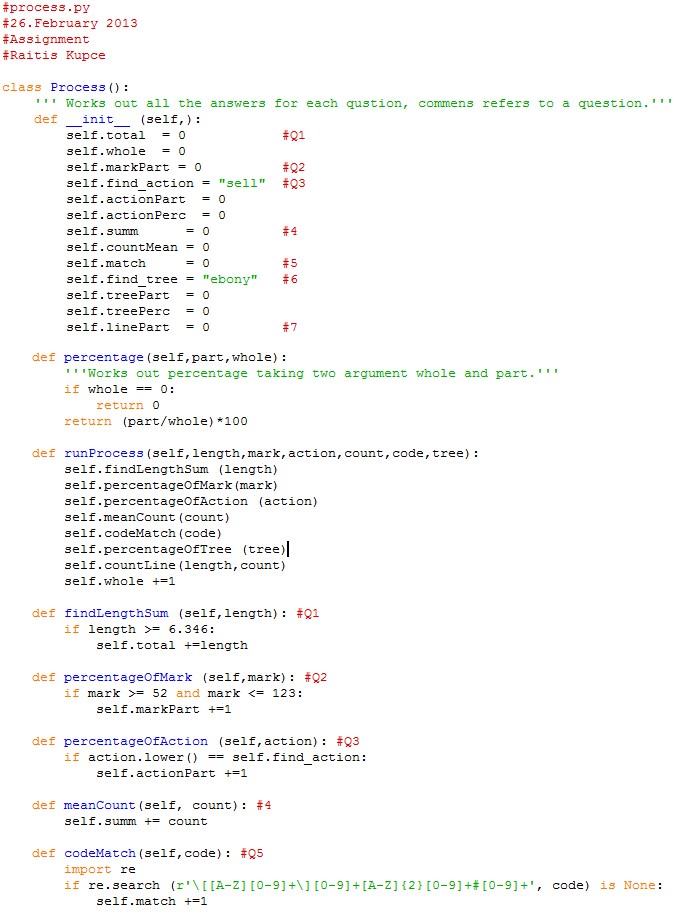 #process.py
#26.February 2013
#Assignment
#Raitis Kupce
class Process():
    ''' Works out all the answers for each qustion, commens refers to a question.'''
    def __init__ (self,):
        self.total  = 0            #Q1
        self.whole  = 0
        self.markPart = 0          #Q2
        self.find_action = "sell"  #Q3
        self.actionPart  = 0
        self.actionPerc  = 0
        self.summ      = 0         #4
        self.countMean = 0
        self.match     = 0         #5
        self.find_tree = "ebony"   #6
        self.treePart  = 0
        self.treePerc  = 0
        self.linePart  = 0         #7
    def percentage(self,part,whole):
        '''Works out percentage taking two argument whole and part.'''
        if whole == 0:
            return 0
        return (part/whole)*100
    def runProcess(self,length,mark,action,count,code,tree):
        self.findLengthSum (length)
        self.percentageOfMark(mark)
        self.percentageOfAction (action)
        self.meanCount(count)
        self.codeMatch(code)
        self.percentageOfTree (tree)
        self.countLine(length,count)
        self.whole +=1
    def findLengthSum (self,length): #Q1
        if length >= 6.346:
            self.total +=length
    def percentageOfMark (self,mark): #Q2
        if mark >= 52 and mark <= 123:
            self.markPart +=1
    def percentageOfAction (self,action): #Q3
        if action.lower() == self.find_action:
            self.actionPart +=1
    def meanCount(self, count): #4
        self.summ += count
    def codeMatch(self,code): #Q5
        import re
        if re.search (r'\[[A-Z][0-9]+\][0-9]+[A-Z]{2}[0-9]+#[0-9]+', code) is None:
            self.match +=1